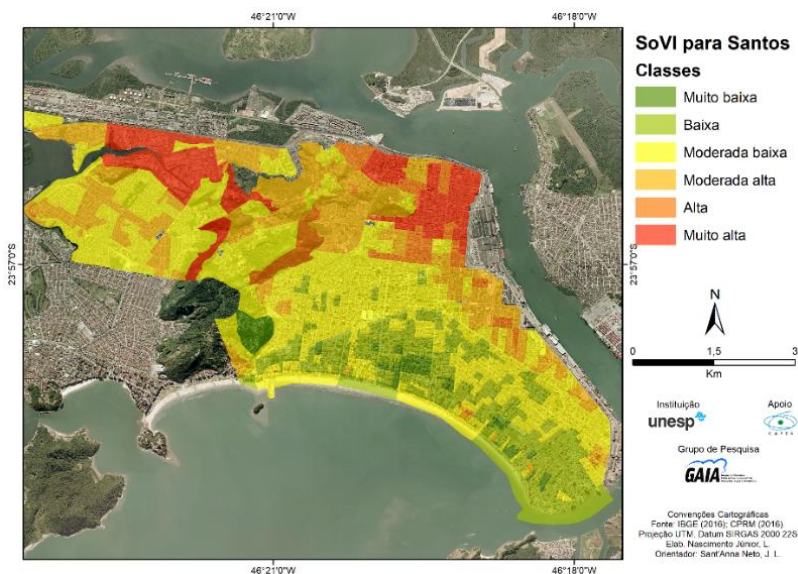 46°21'0"W
46°18'0"W
SoVI para Santos
Classes
Muito baixa
Baixa
Moderada baixa
Moderada alta
Alta
Muito alta
23°57'0"S
23°57'0"S
N
0
1,5
3
Km
Instituição
Apoio
unesp
CAPES
Grupo de Pesquisa
GAIA
Convenções Cartográficas
Fonte: IBGE (2016); CPRM (2016)
Projeção UTM, Datum SIRGAS 2000 22S
Elab. Nascimento Júnior, L.
Orientador: Sant'Anna Neto, J. L.
46°21'0"W
46°18'0"W